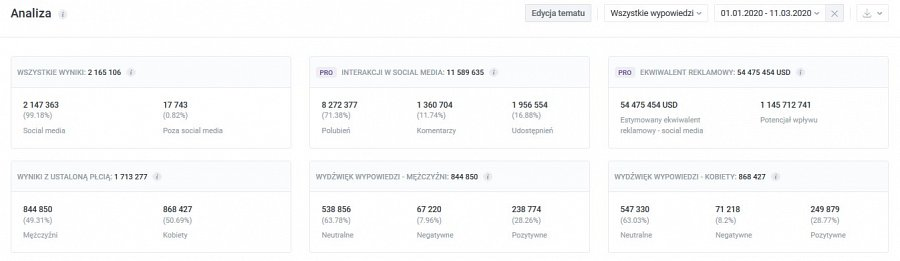 Analiza i
Edycja tematu
Wszystkie wypowiedzi
01.01.2020 - 11.03.2020
WSZYSTKIE WYNIKI: 2 165 106 i
2 147 363 17 743
(99.18%) (0.82%)
Social media Poza social media
PRO INTERAKCJI W SOCIAL MEDIA: 11 589 635 i
8 272 377 1 360 704 1 956 554
(71.38%) (11.74%) (16.88%)
Polubień Komentarzy Udostępnień
PRO EKWIWALENT REKLAMOWY: 54 475 454 USD i
54 475 454 USD 1 145 712 741
Estymowany ekwiwalent Potencjał wpływu
reklamowy - social media
WYNIKI Z USTALONĄ PŁCIĄ: 1 713 277 i
844 850 868 427
(49.31%) (50.69%)
Mężczyźni Kobiety
WYDŹWIĘK WYPOWIEDZI - MĘŻCZYŹNI: 844 850 i
538 856 67 220 238 774
(63.78%) (7.96%) (28.26%)
Neutralne Negatywne Pozytywne
WYDŹWIĘK WYPOWIEDZI - KOBIETY: 868 427 i
547 330 71 218 249 879
(63.03%) (8.2%) (28.77%)
Neutralne Negatywne Pozytywne